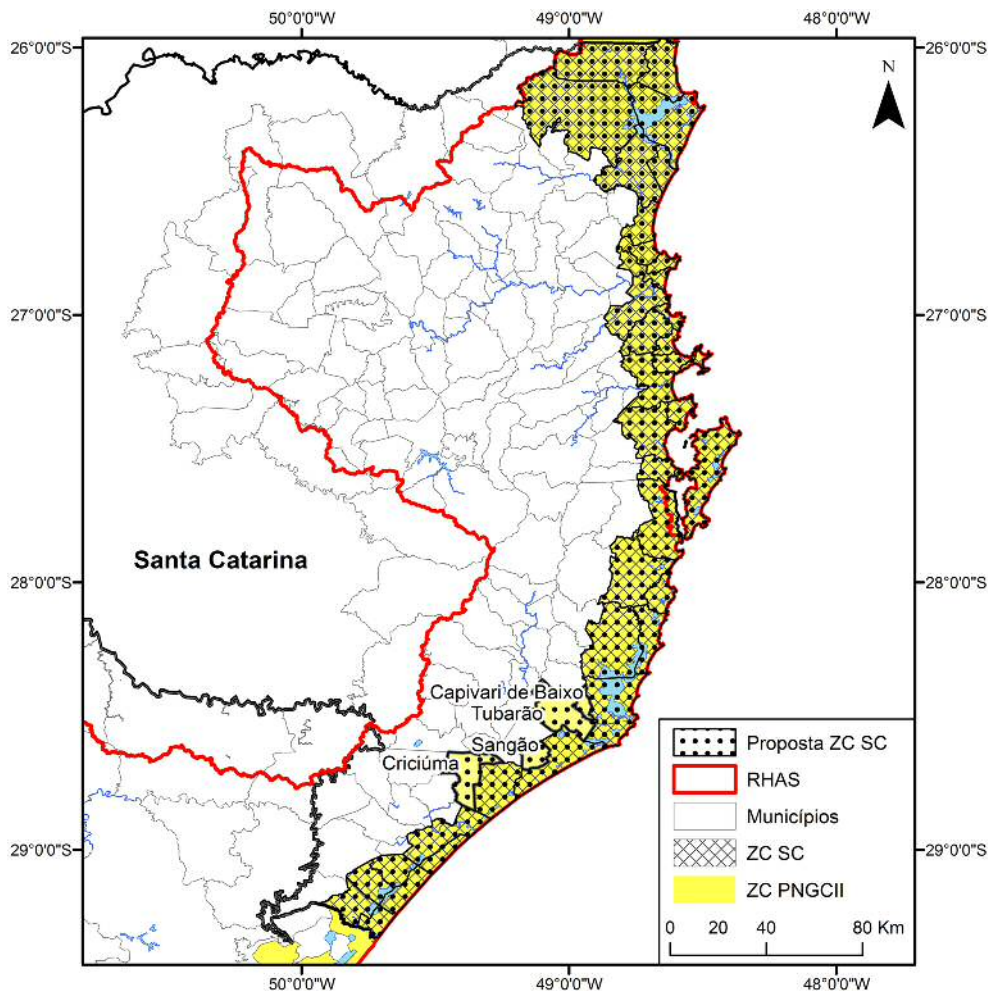 50°0'0"W
49°0'0"W
48°0'0"W
26°0'0"S
26°0'0"S
N
27°0'0"S
27°0'0"S
Santa Catarina
28°0'0"S
28°0'0"S
Capivari de Baixo
Tubarão
Sangão
Criciúma
Proposta ZC SC
RHAS
Municípios
ZC SC
ZC PNGCII
29°0'0"S
29°0'0"S
0 20 40 80 Km
50°0'0"W
49°0'0"W
48°0'0"W